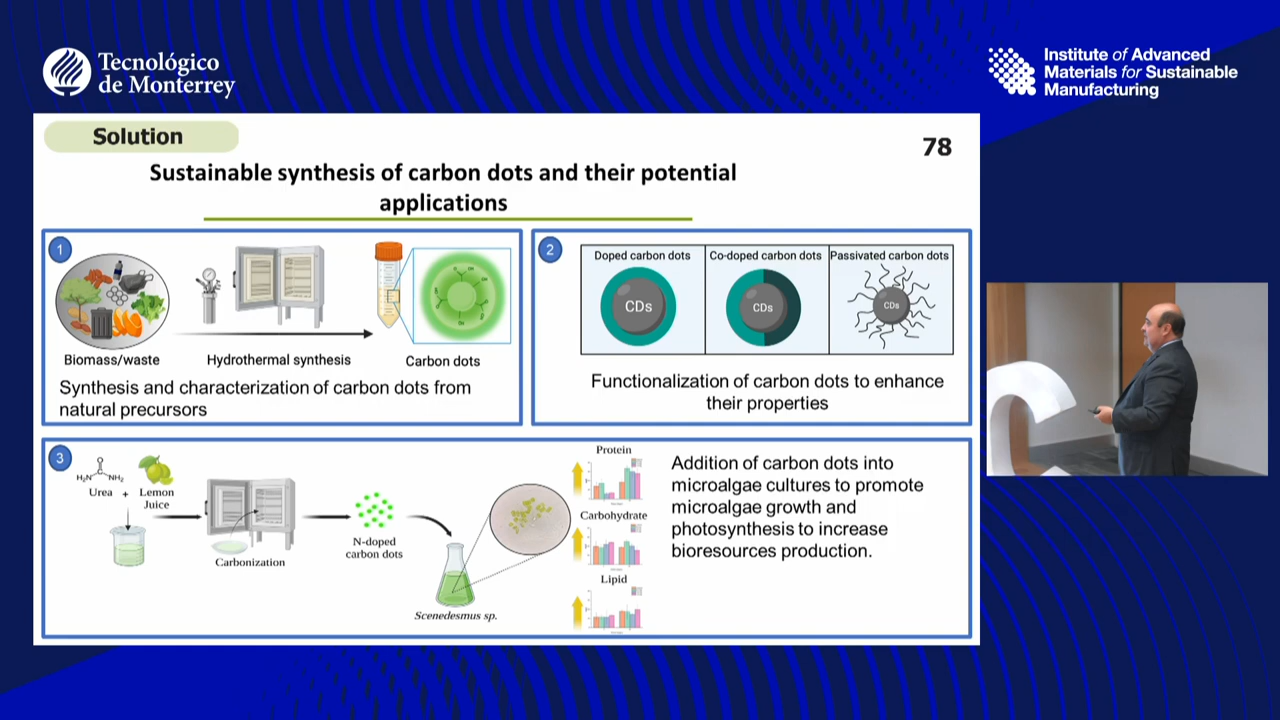 Tecnológico
de Monterrey
Institute of Advanced
Materials for Sustainable
Manufacturing
Solution
78
Sustainable synthesis of carbon dots and their potential
applications
1
Biomass/waste
Hydrothermal synthesis
Carbon dots
Synthesis and characterization of carbon dots from
natural precursors
2
Doped carbon dots
Co-doped carbon dots
Passivated carbon dots
CDs
CDs
CDs
Functionalization of carbon dots to enhance
their properties
3
O
H₂N
NH₂
Urea + Lemon
Juice
Carbonization
N-doped
carbon dots
Scenedesmus sp.
Protein
Carbohydrate
Lipid
Addition of carbon dots into
microalgae cultures to promote
microalgae growth and
photosynthesis to increase
bioresources production.